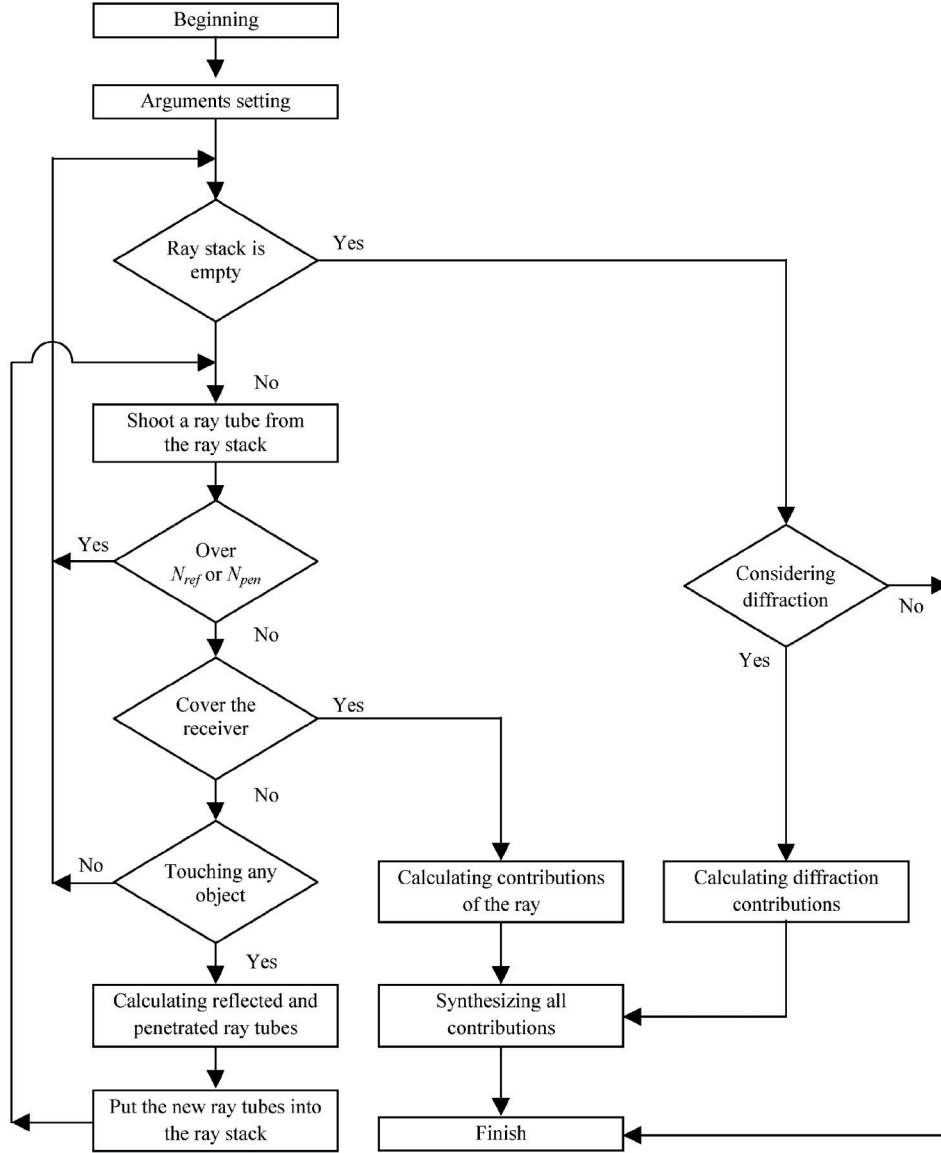 Beginning
Arguments setting
Ray stack is
empty
Yes
No
Shoot a ray tube from
the ray stack
Over
N_ref or N_pen
Yes
No
Considering
diffraction
No
Yes
Cover the
receiver
Yes
No
Touching any
object
No
Yes
Calculating contributions
of the ray
Calculating diffraction
contributions
Calculating reflected and
penetrated ray tubes
Synthesizing all
contributions
Put the new ray tubes into
the ray stack
Finish